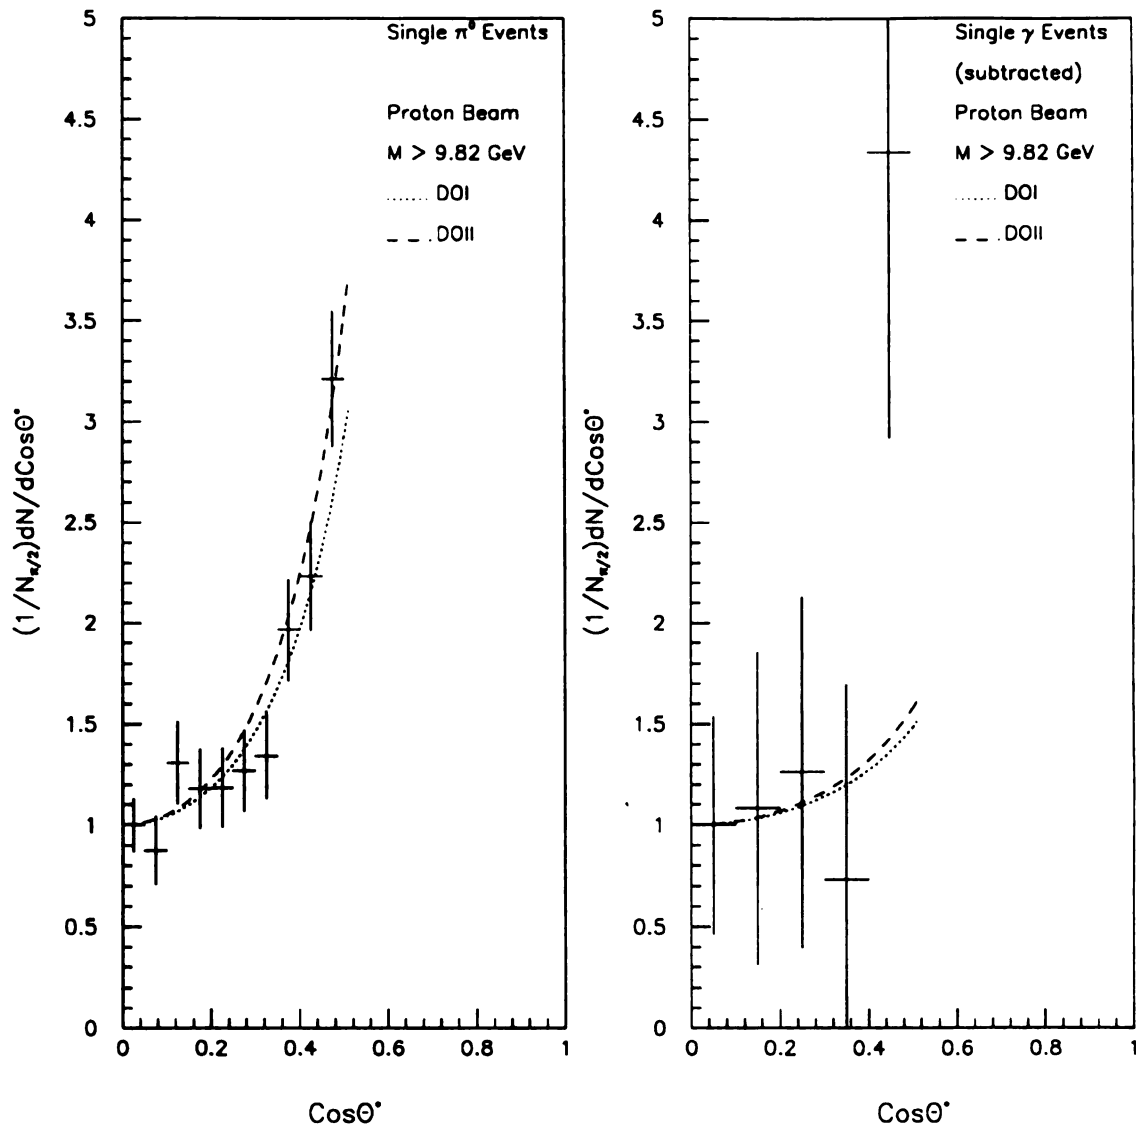 5
4.5
4
3.5
3
2.5
2
1.5
1
0.5
0
0
0.2
0.4
0.6
0.8
1
(1/N_{π/2})dN/dCosΘ*
CosΘ*
Single π⁰ Events
Proton Beam
M > 9.82 GeV
DOI
DOII
5
4.5
4
3.5
3
2.5
2
1.5
1
0.5
0
0
0.2
0.4
0.6
0.8
1
(1/N_{π/2})dN/dCosΘ*
CosΘ*
Single γ Events
(subtracted)
Proton Beam
M > 9.82 GeV
DOI
DOII